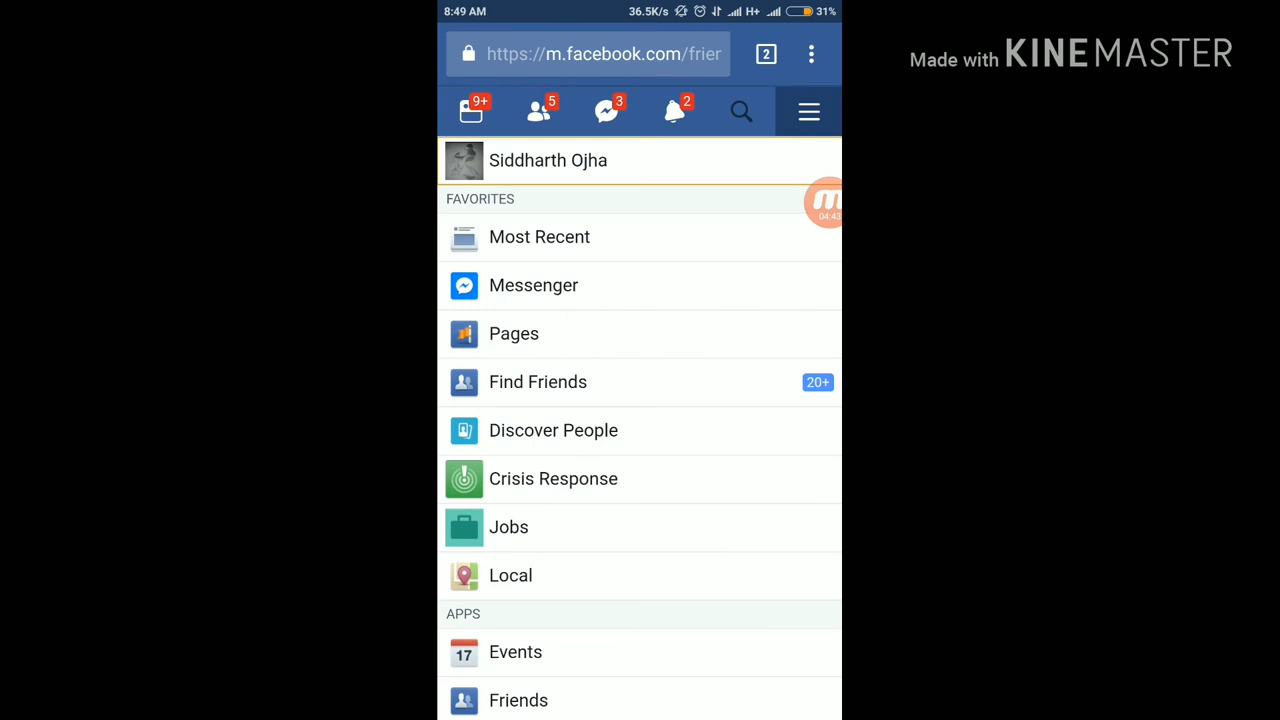 8:49 AM 36.5K/s H+ 31%
Made with KINEMASTER
https://m.facebook.com/frier
2
9+ 5 3 2
Siddharth Ojha
FAVORITES
04:43
Most Recent
Messenger
Pages
Find Friends 20+
Discover People
Crisis Response
Jobs
Local
APPS
17 Events
Friends